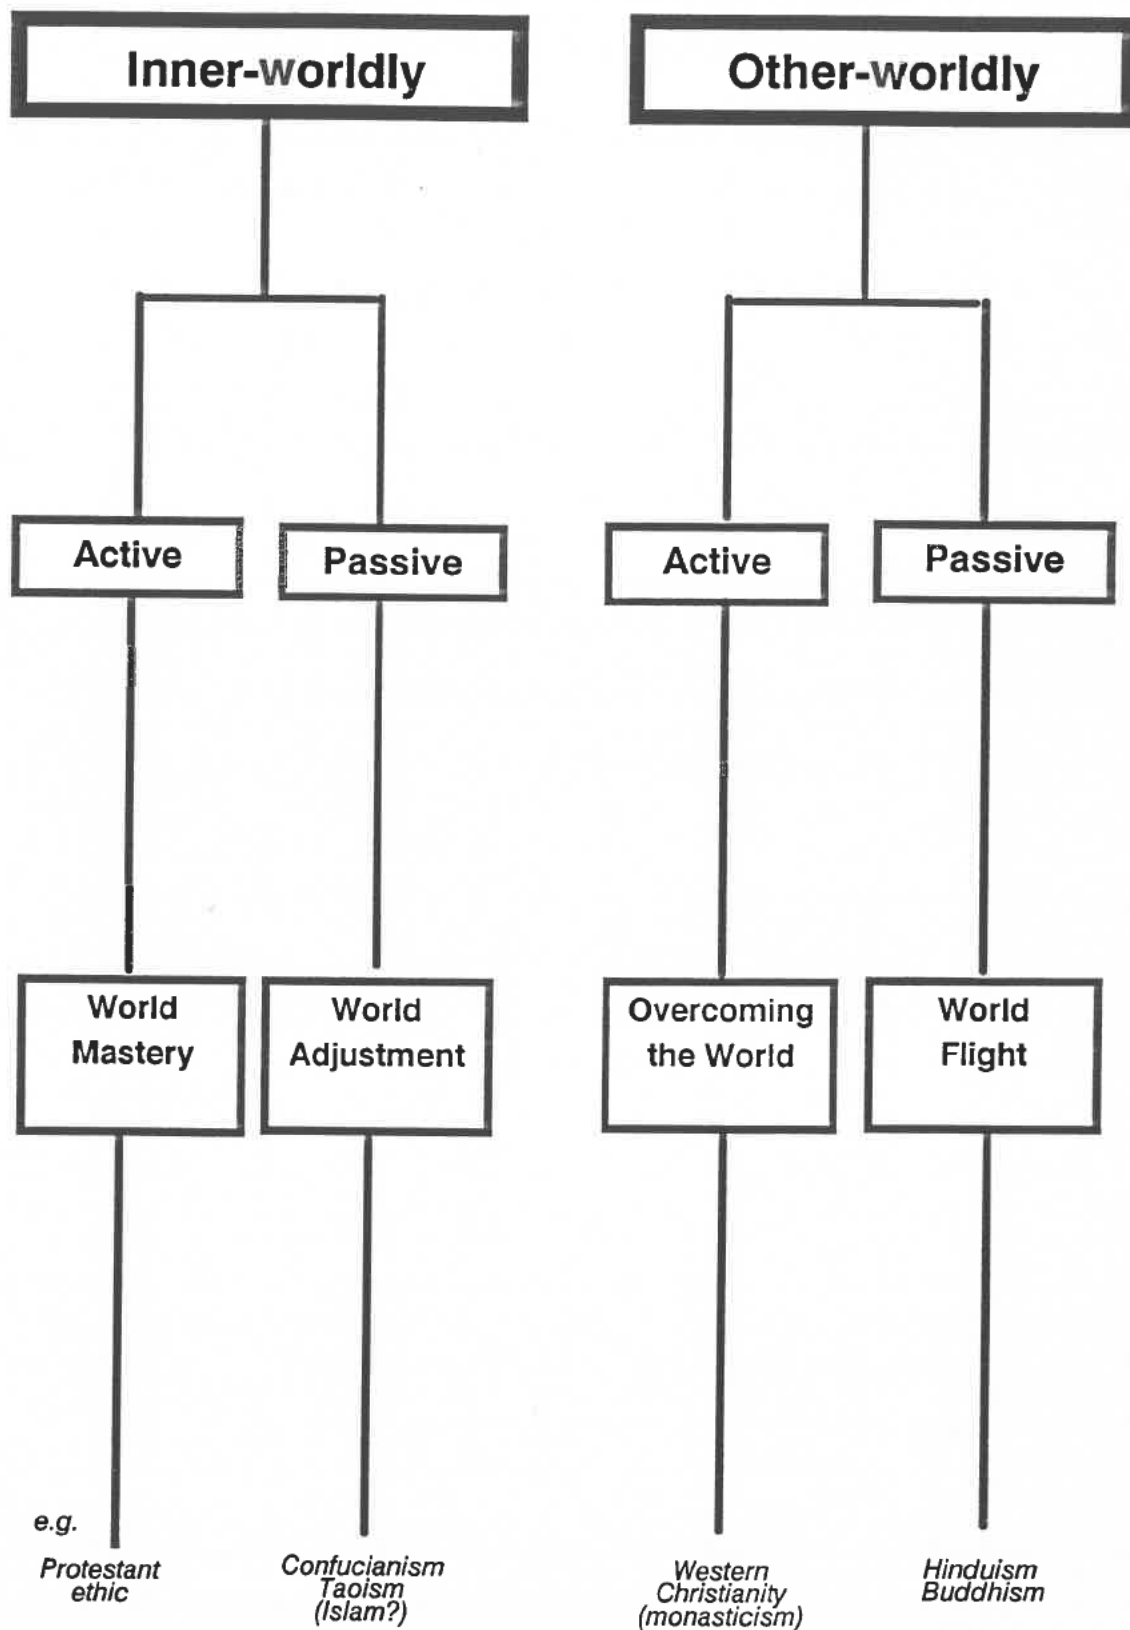 Inner-worldly
Other-worldly
Active
Passive
Active
Passive
World
Mastery
World
Adjustment
Overcoming
the World
World
Flight
e.g.
Protestant
ethic
Confucianism
Taoism
(Islam?)
Western
Christianity
(monasticism)
Hinduism
Buddhism